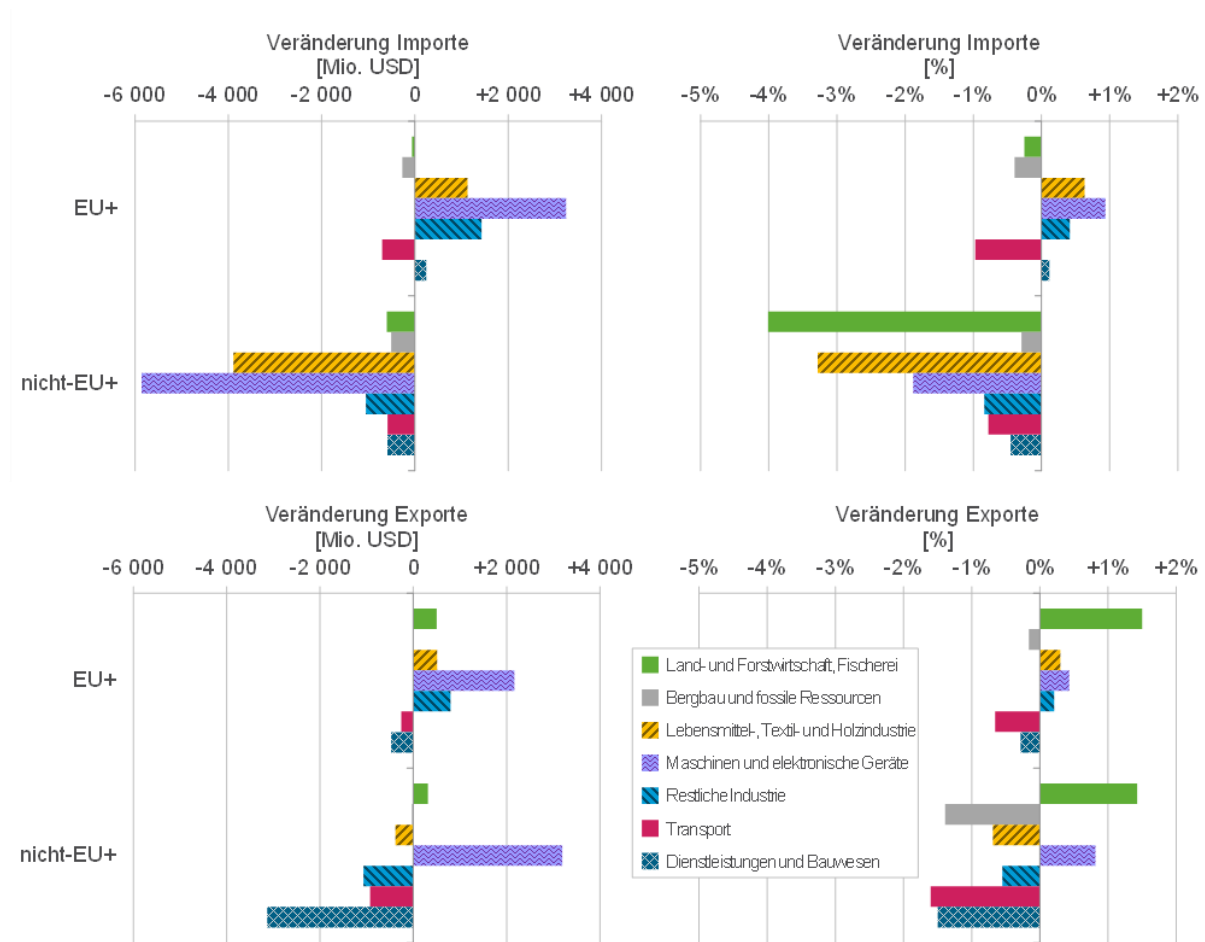 Veränderung Importe
[Mio. USD]
-6 000 -4 000 -2 000 0 +2 000 +4 000
Veränderung Importe
[%]
-5% -4% -3% -2% -1% 0% +1% +2%
EU+
nicht-EU+
Veränderung Exporte
[Mio. USD]
-6 000 -4 000 -2 000 0 +2 000 +4 000
Veränderung Exporte
[%]
-5% -4% -3% -2% -1% 0% +1% +2%
EU+
nicht-EU+
Land- und Forstwirtschaft, Fischerei
Bergbau und fossile Ressourcen
Lebensmittel-, Textil- und Holzindustrie
Maschinen und elektronische Geräte
Restliche Industrie
Transport
Dienstleistungen und Bauwesen